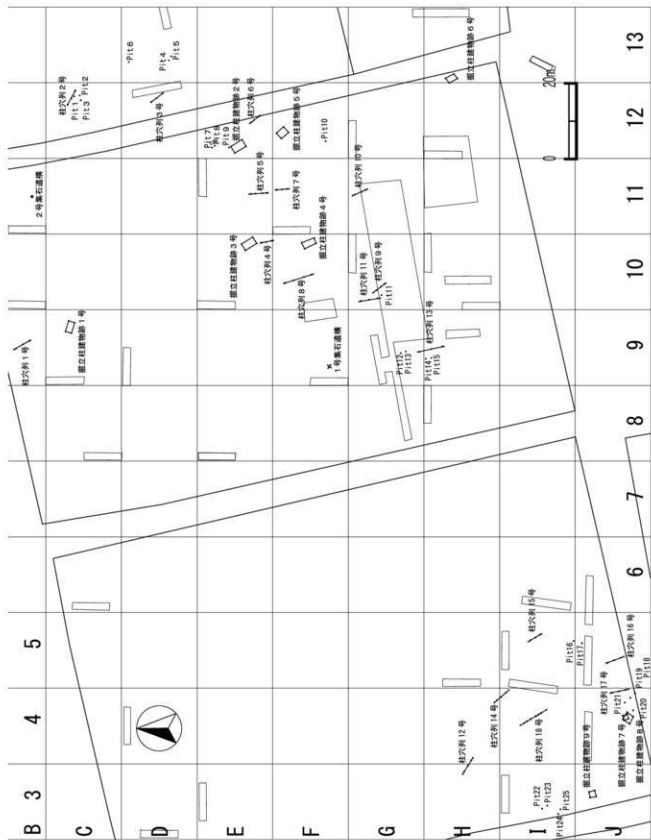 B
C
D
E
F
G
H
I
J
3
4
5
6
7
8
9
10
11
12
13
柱穴列1号
掘立柱建物跡1号
2号集石遺構
柱穴列2号
Pit1
Pit2
Pit3
柱穴列3号
Pit4
Pit5
Pit6
Pit7
Pit8
Pit9
掘立柱建物跡2号
柱穴列6号
柱穴列5号
掘立柱建物跡3号
柱穴列4号
掘立柱建物跡5号
Pit10
柱穴列7号
掘立柱建物跡4号
柱穴列8号
1号集石遺構
柱穴列10号
柱穴列11号
柱穴列9号
Pit11
Pit12
Pit13
柱穴列13号
Pit14
Pit15
掘立柱建物跡6号
0
20m
柱穴列12号
柱穴列14号
柱穴列15号
柱穴列18号
Pit16
Pit17
柱穴列16号
柱穴列17号
Pit18
Pit19
Pit20
Pit21
掘立柱建物跡7号
掘立柱建物跡8号
掘立柱建物跡9号
Pit22
Pit23
Pit24
Pit25